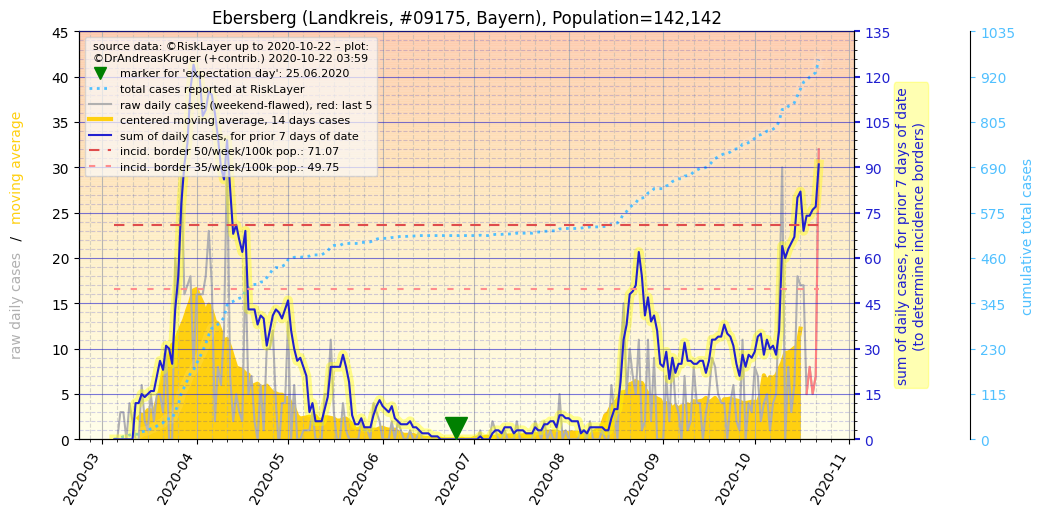 Ebersberg (Landkreis, #09175, Bayern), Population=142,142
source data: ©RiskLayer up to 2020-10-22 – plot:
©DrAndreasKruger (+contrib.) 2020-10-22 03:59
marker for 'expectation day': 25.06.2020
total cases reported at RiskLayer
raw daily cases (weekend-flawed), red: last 5
centered moving average, 14 days cases
sum of daily cases, for prior 7 days of date
incid. border 50/week/100k pop.: 71.07
incid. border 35/week/100k pop.: 49.75
raw daily cases / moving average
45
40
35
30
25
20
15
10
5
0
2020-03
2020-04
2020-05
2020-06
2020-07
2020-08
2020-09
2020-10
2020-11
135
120
105
90
75
60
45
30
15
0
sum of daily cases, for prior 7 days of date
(to determine incidence borders)
1035
920
805
690
575
460
345
230
115
0
cumulative total cases